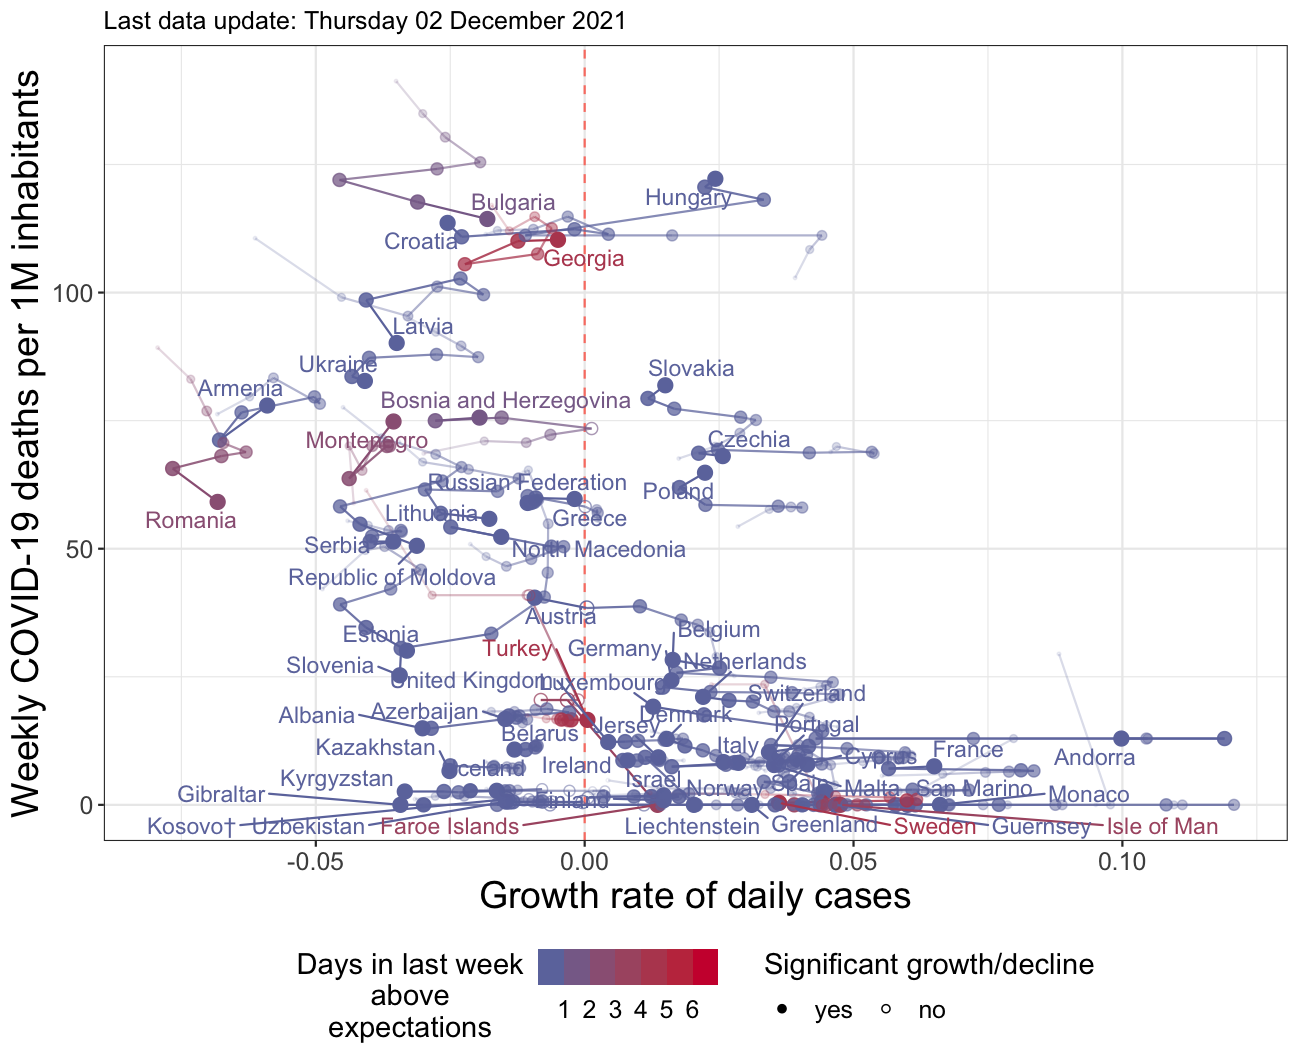 Last data update: Thursday 02 December 2021
Weekly COVID-19 deaths per 1M inhabitants
100
50
0
Bulgaria
Hungary
Croatia
Georgia
Latvia
Ukraine
Slovakia
Armenia
Bosnia and Herzegovina
Montenegro
Czechia
Russian Federation
Poland
Romania
Lithuania
Greece
Serbia
North Macedonia
Republic of Moldova
Austria
Estonia
Belgium
Turkey
Germany
Slovenia
Netherlands
United Kingdom
Luxembourg
Switzerland
Albania
Azerbaijan
Jersey
Denmark
Portugal
Belarus
Kazakhstan
Italy
Cyprus
France
Andorra
Iceland
Ireland
Kyrgyzstan
Israel
Norway
Spain
Malta
San Marino
Gibraltar
Finland
Monaco
Kosovo†
Uzbekistan
Faroe Islands
Liechtenstein
Greenland
Sweden
Guernsey
Isle of Man
-0.05
0.00
0.05
0.10
Growth rate of daily cases
Days in last week
above
expectations
1 2 3 4 5 6
Significant growth/decline
yes
no